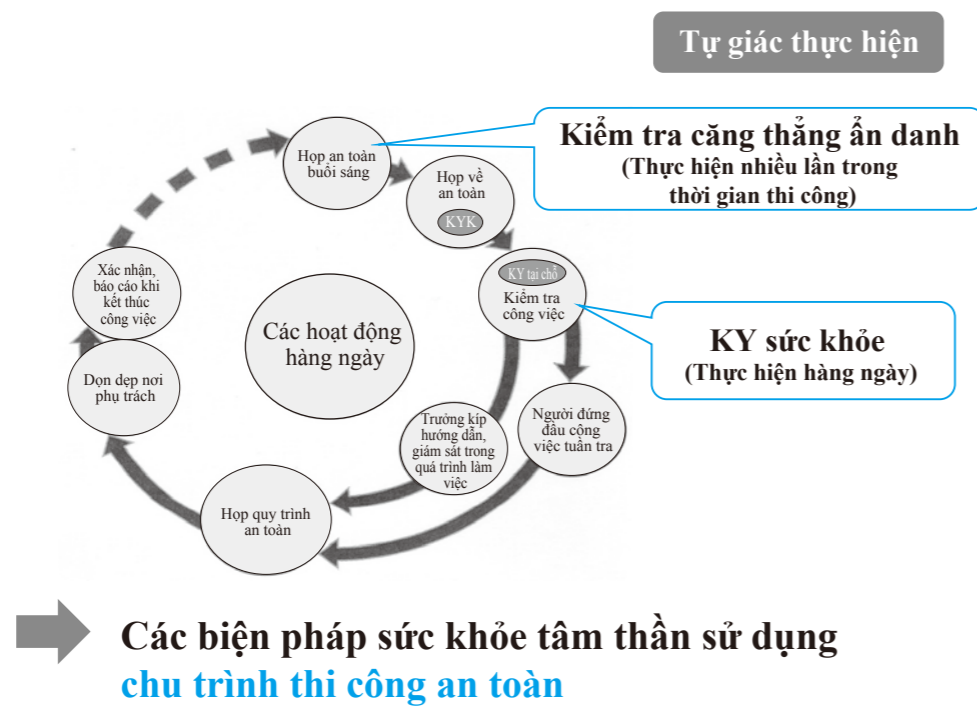 Tự giác thực hiện
Họp an toàn
buổi sáng
Kiểm tra căng thẳng ẩn danh
(Thực hiện nhiều lần trong
thời gian thi công)
Họp về
an toàn
KYK
KY tại chỗ
Kiểm tra
công việc
KY sức khỏe
(Thực hiện hàng ngày)
Xác nhận,
báo cáo khi
kết thúc
công việc
Các hoạt động
hàng ngày
Dọn dẹp nơi
phụ trách
Trưởng kíp
hướng dẫn,
giám sát trong
quá trình làm
việc
Người đứng
đầu cộng
việc tuần tra
Họp quy trình
an toàn
Các biện pháp sức khỏe tâm thần sử dụng
chu trình thi công an toàn